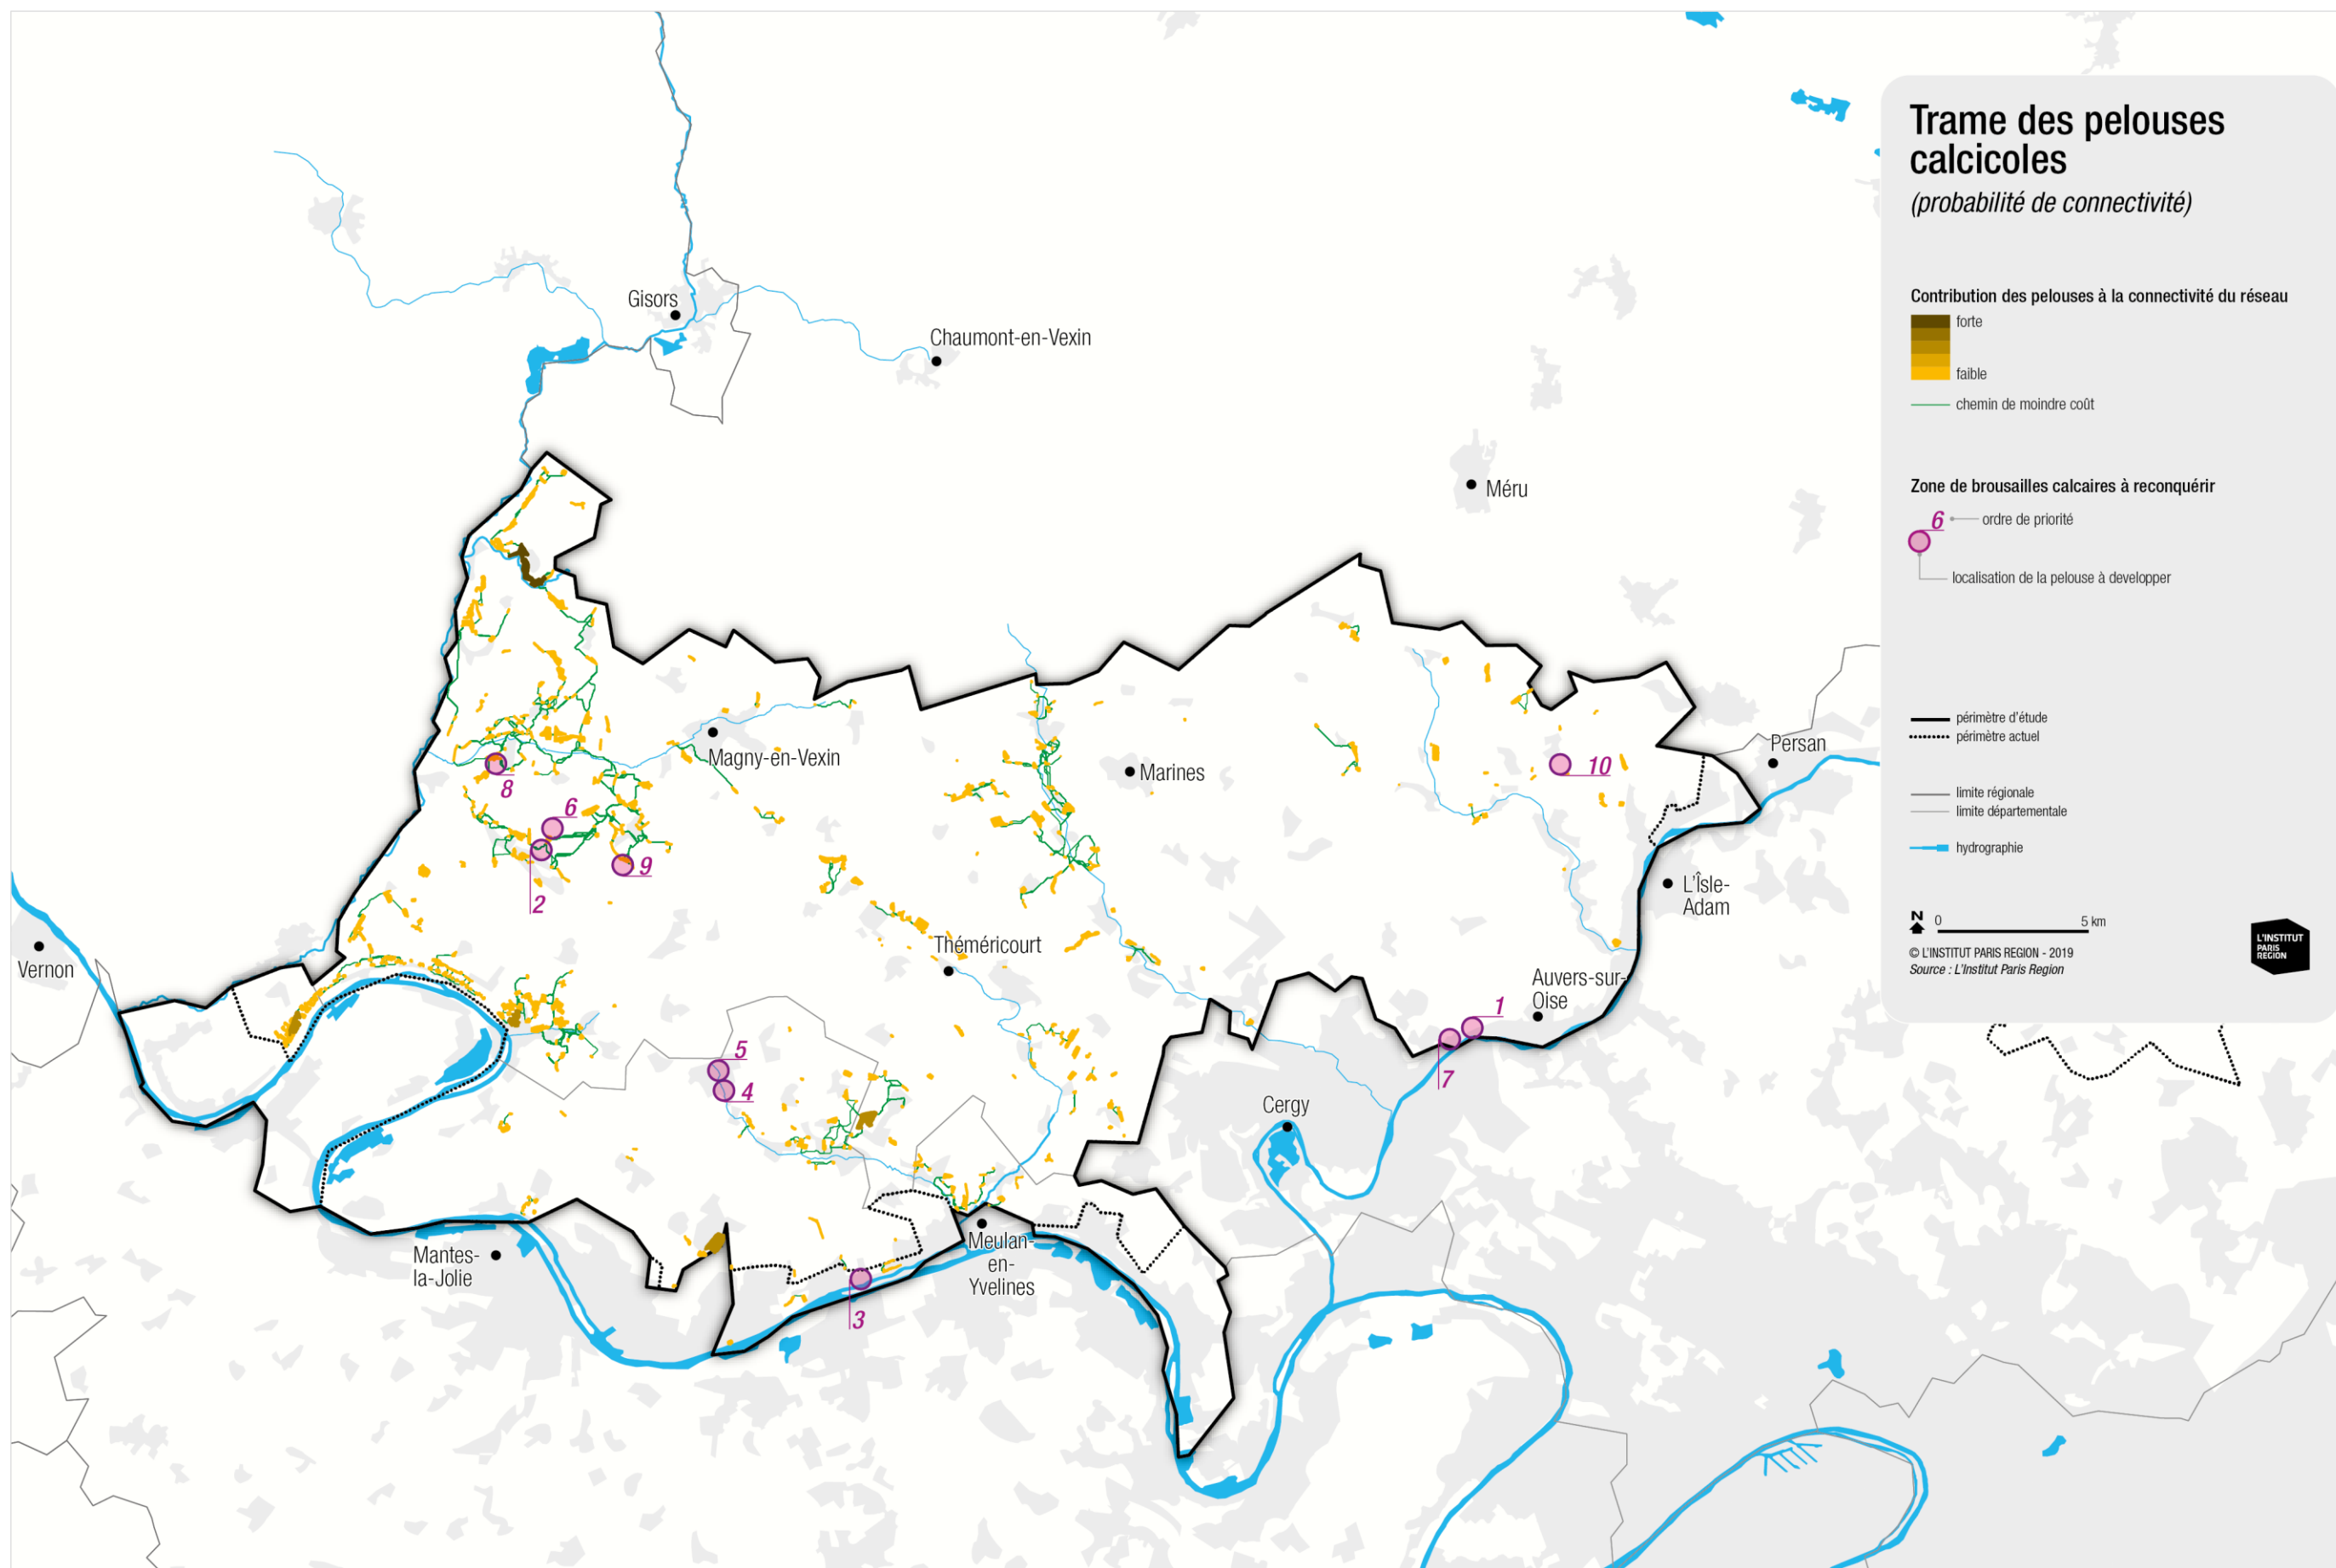 Trame des pelouses
calcicoles
(probabilité de connectivité)
Contribution des pelouses à la connectivité du réseau
forte
faible
chemin de moindre coût
Zone de brousailles calcaires à reconquérir
6
ordre de priorité
localisation de la pelouse à developper
périmètre d'étude
périmètre actuel
limite régionale
limite départementale
hydrographie
N
0
5 km
© L'INSTITUT PARIS REGION - 2019
Source : L'Institut Paris Region
L'INSTITUT
PARIS
REGION
Gisors
Chaumont-en-Vexin
Méru
Magny-en-Vexin
Marines
Persan
8
6
10
9
2
L'Îsle-
Adam
Vernon
Théméricourt
Auvers-sur-
Oise
1
5
4
7
Cergy
Mantes-
la-Jolie
Meulan-
en-
Yvelines
3